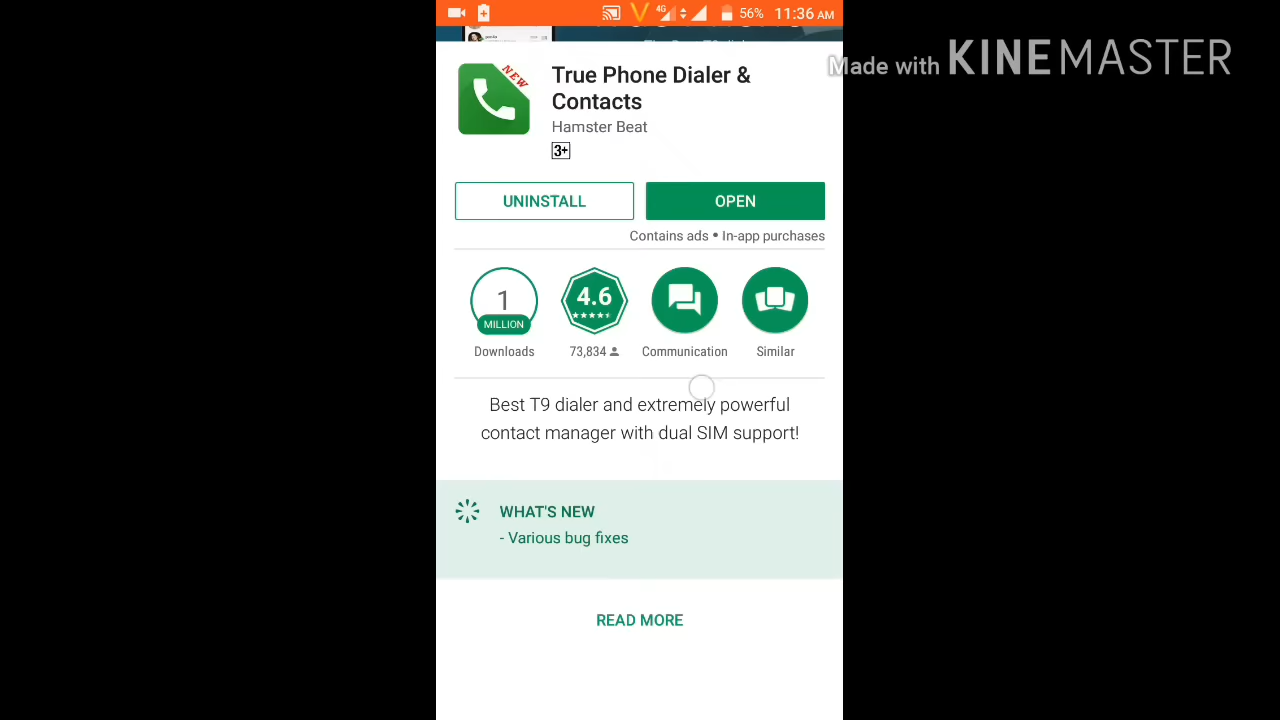 4G
56%
11:36 AM
Made with KINEMASTER
NEW
True Phone Dialer &
Contacts
Hamster Beat
3+
UNINSTALL
OPEN
Contains ads • In-app purchases
1
MILLION
4.6
Downloads
73,834
Communication
Similar
Best T9 dialer and extremely powerful
contact manager with dual SIM support!
WHAT'S NEW
- Various bug fixes
READ MORE